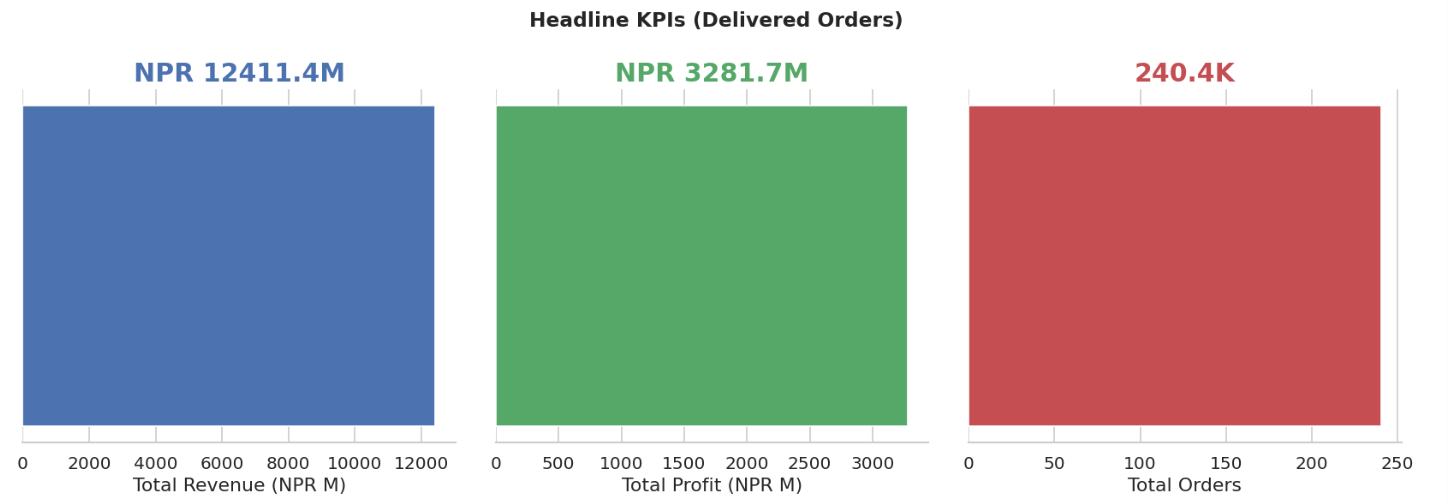 Headline KPIs (Delivered Orders)
NPR 12411.4M
0 2000 4000 6000 8000 10000 12000
Total Revenue (NPR M)
NPR 3281.7M
0 500 1000 1500 2000 2500 3000
Total Profit (NPR M)
240.4K
0 50 100 150 200 250
Total Orders